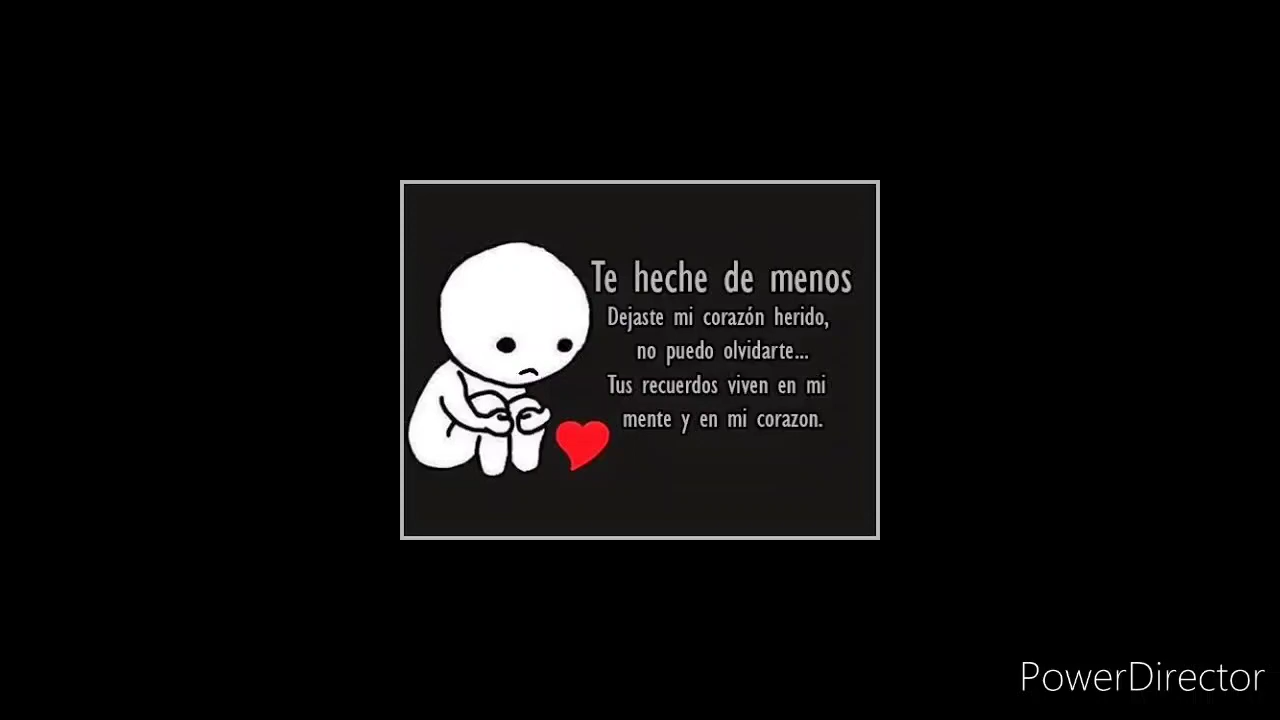 Te heche de menos
Dejaste mi corazón herido,
no puedo olvidarte...
Tus recuerdos viven en mi
mente y en mi corazon.
PowerDirector